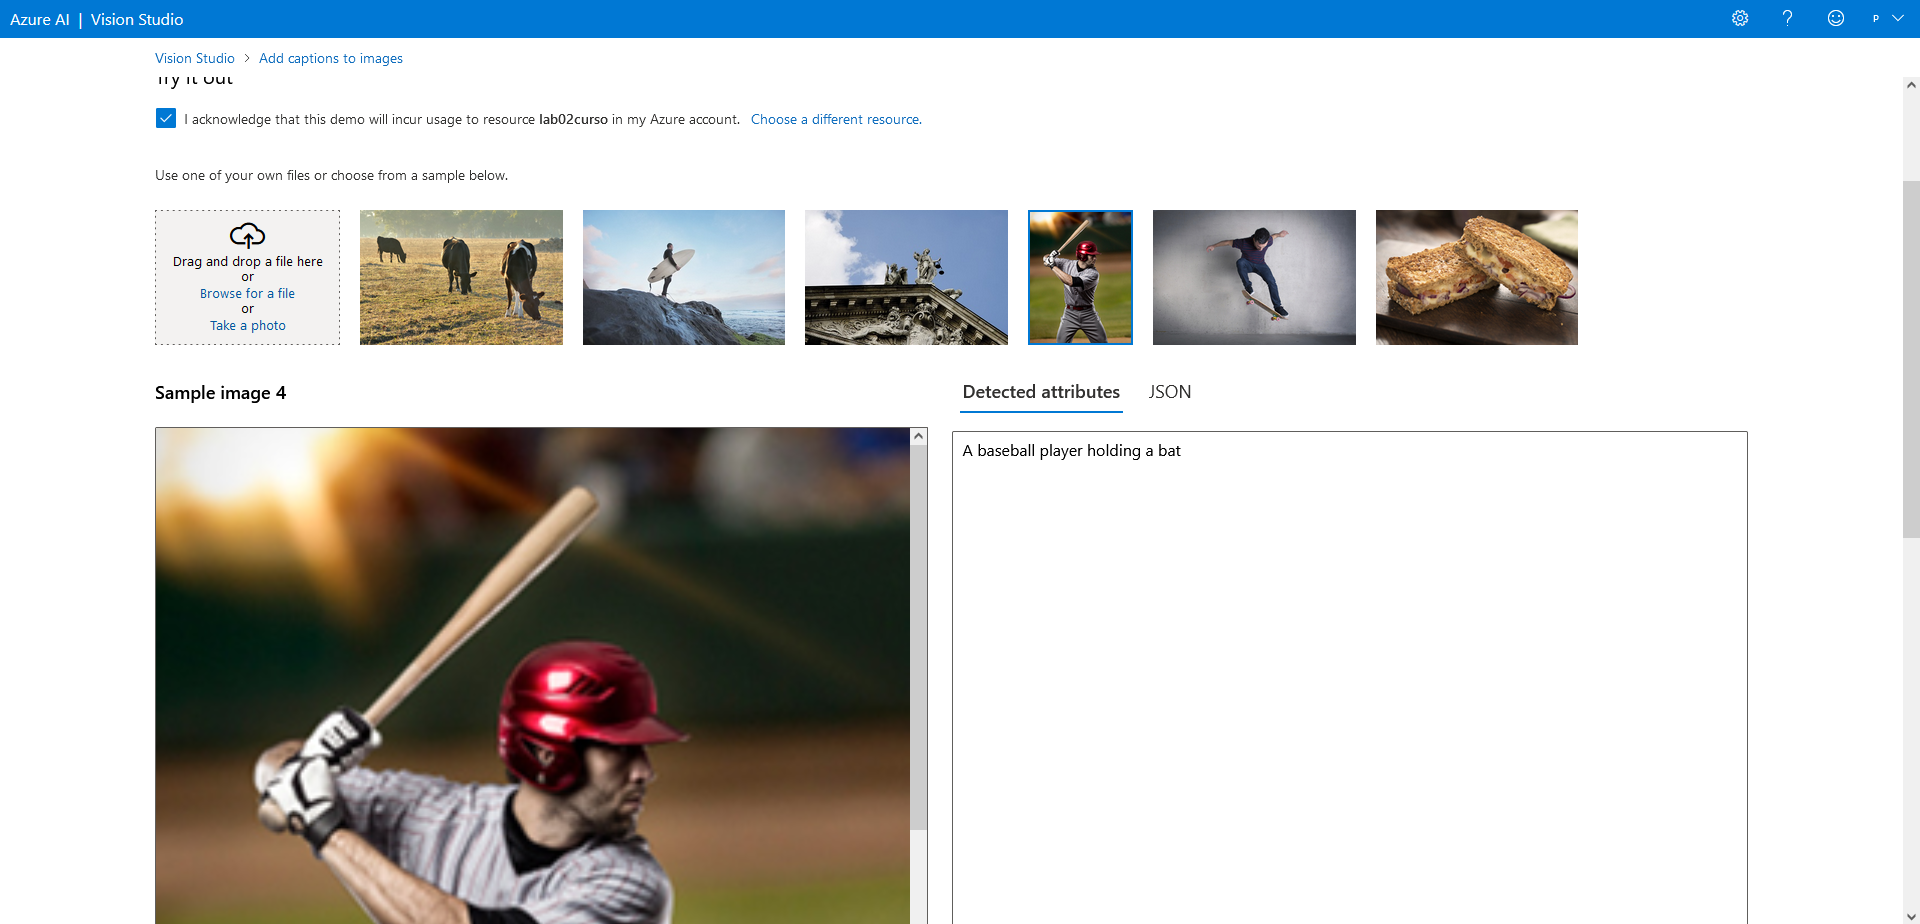 Azure AI | Vision Studio
P
Vision Studio > Add captions to images
Try it out
I acknowledge that this demo will incur usage to resource lab02curso in my Azure account. Choose a different resource.
Use one of your own files or choose from a sample below.
Drag and drop a file here
or
Browse for a file
or
Take a photo
Sample image 4
Detected attributes
JSON
A baseball player holding a bat